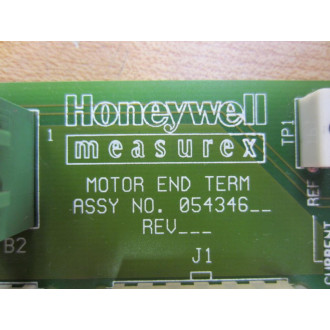 Honeywell
measurex
1
TP1
MOTOR END TERM
ASSY NO. 054346__
REF
REV___
B2
J1
CURRENT